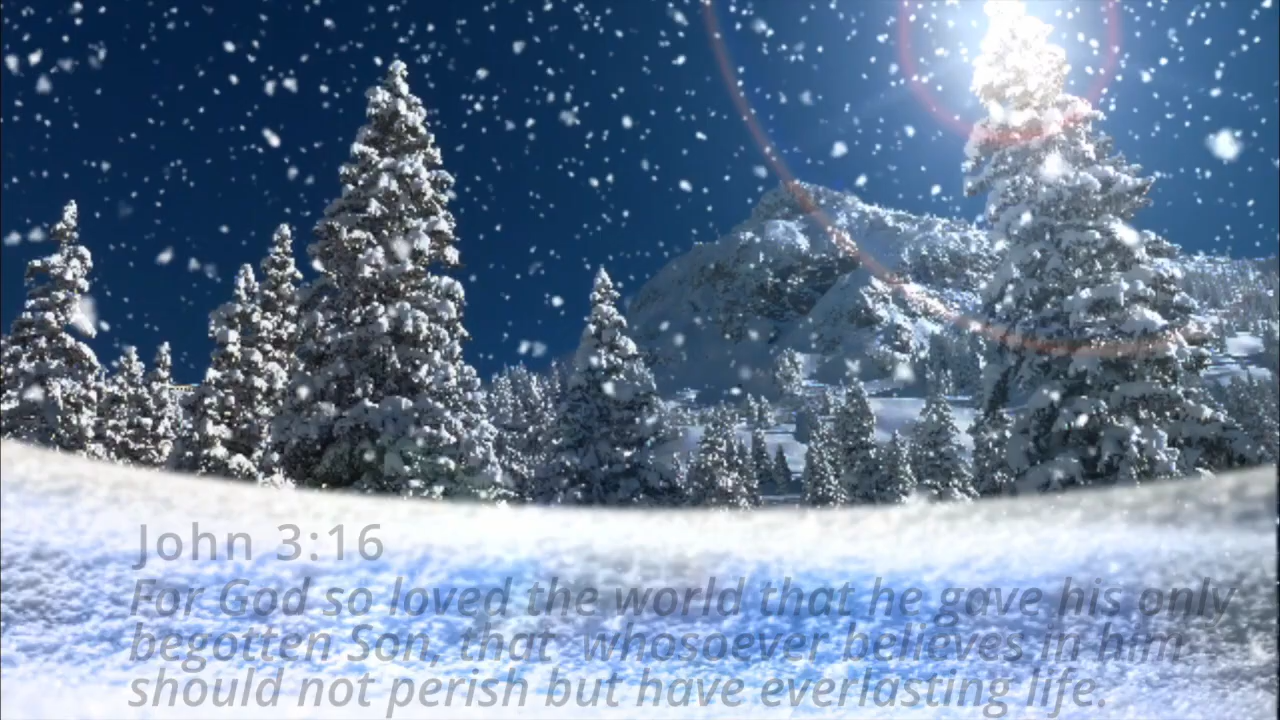 John 3:16
For God so loved the world that he gave his only
begotten Son, that  whosoever believes in him
should not perish but have everlasting life.